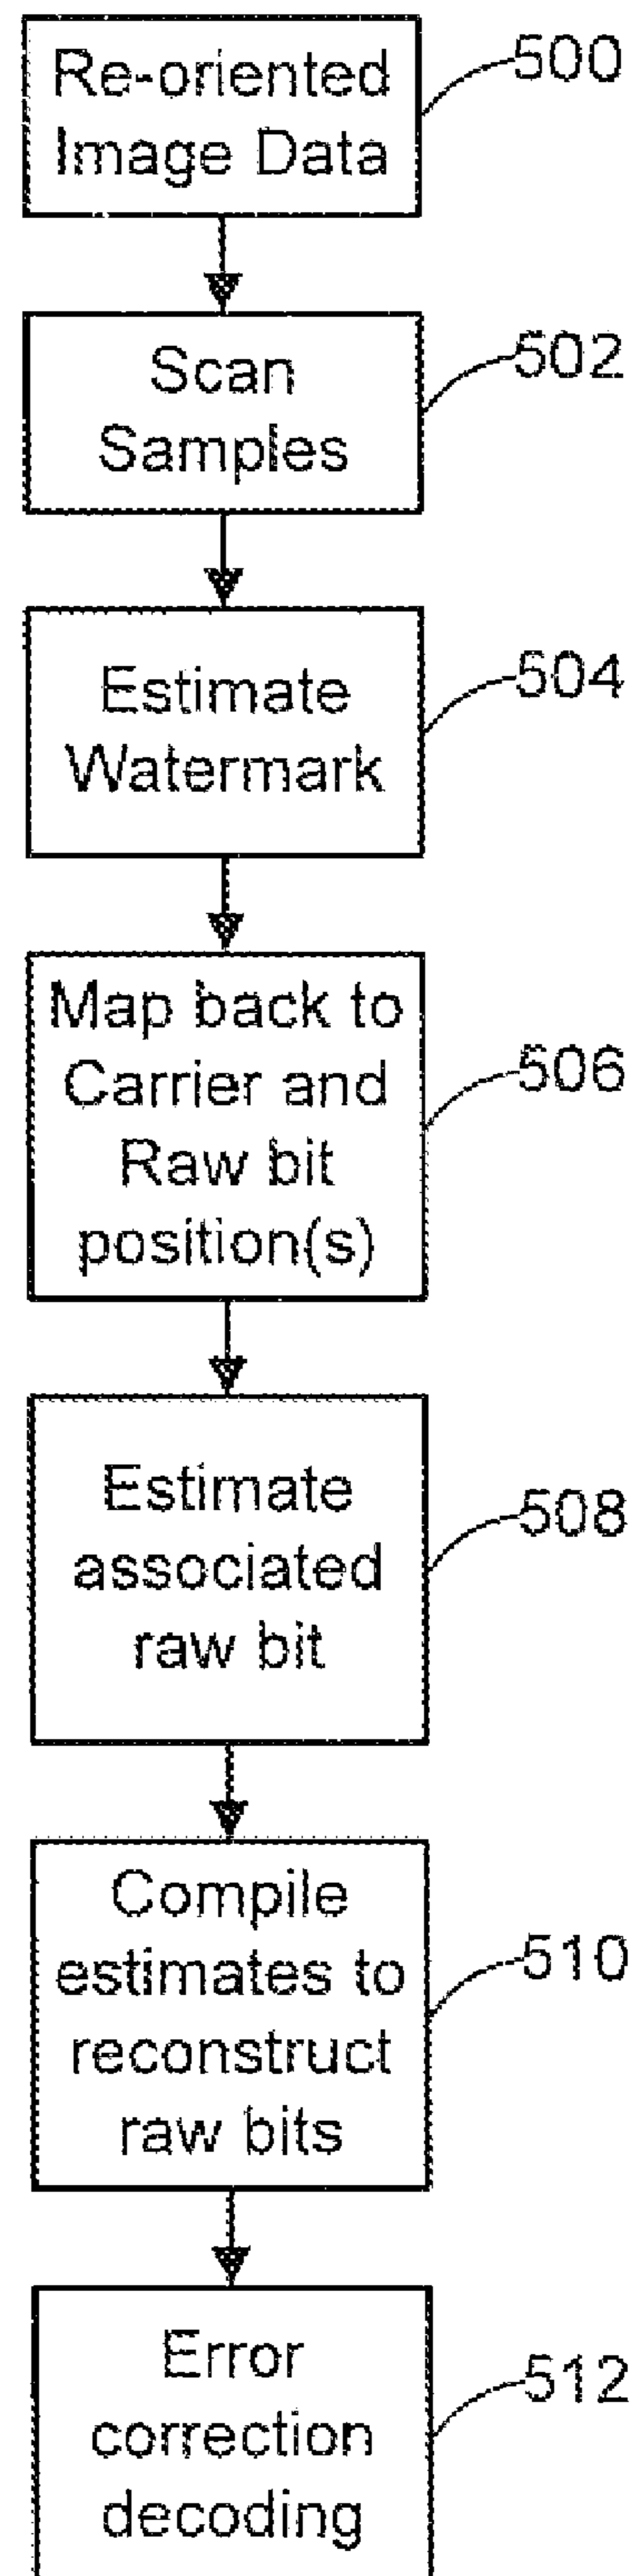 Re-oriented
Image Data
500
Scan
Samples
502
Estimate
Watermark
504
Map back to
Carrier and
Raw bit
position(s)
506
Estimate
associated
raw bit
508
Compile
estimates to
reconstruct
raw bits
510
Error
correction
decoding
512